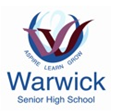 ASPIRE LEARN GROW
Warwick
Senior High School